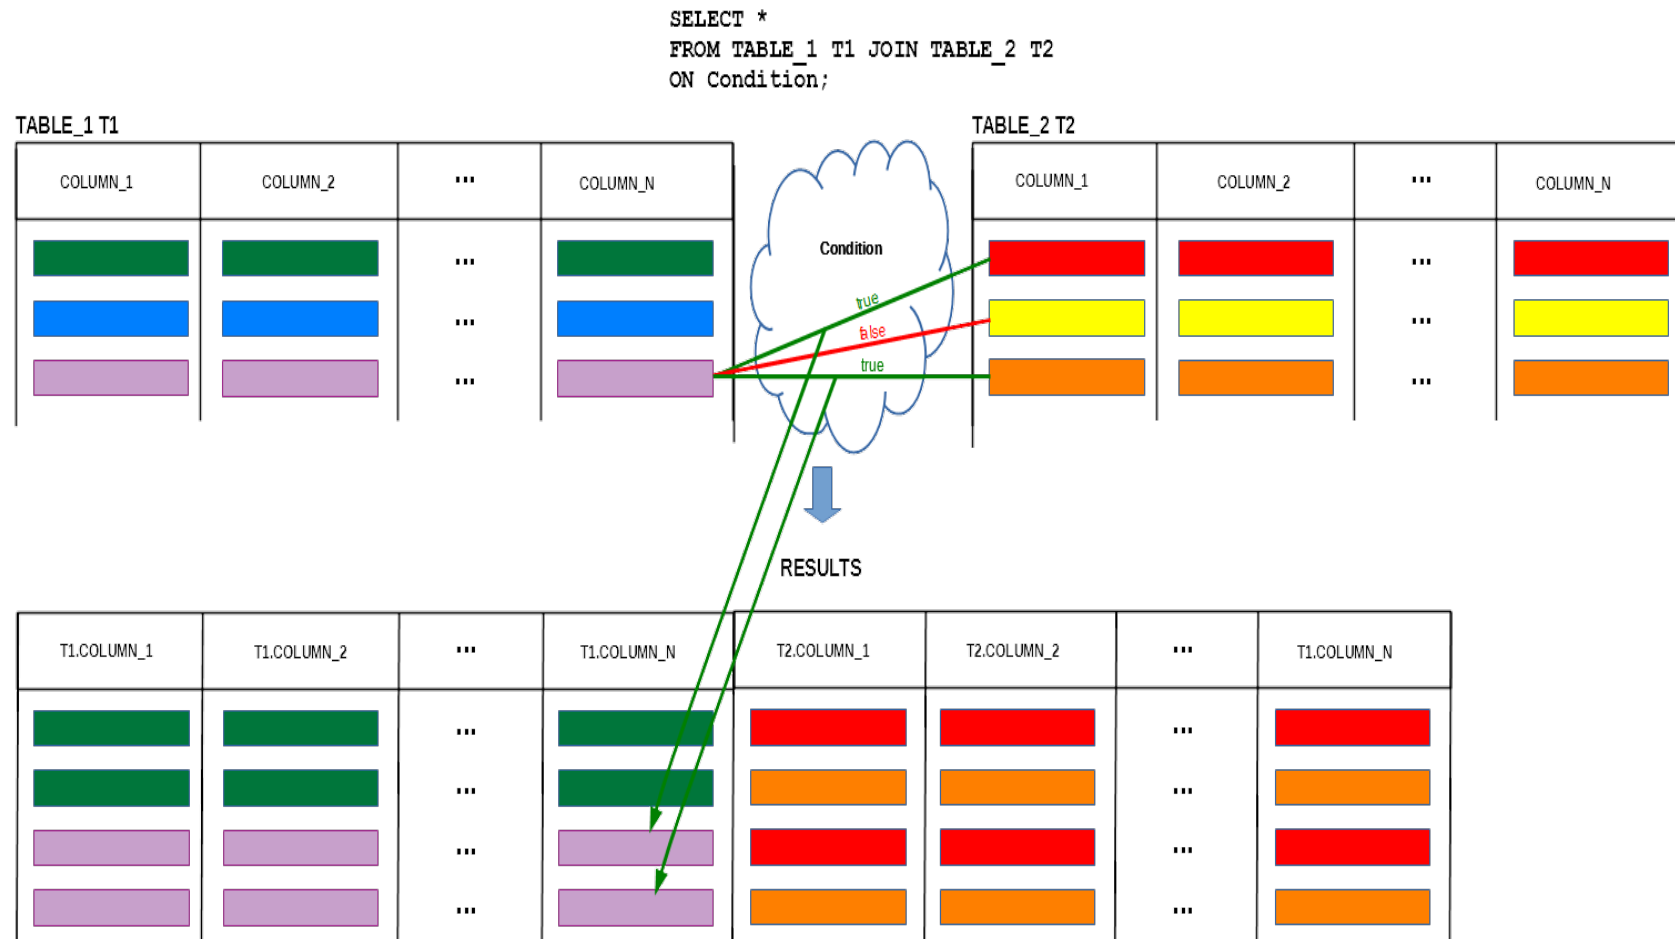 SELECT *
FROM TABLE_1 T1 JOIN TABLE_2 T2
ON Condition;
TABLE_1 T1
TABLE_2 T2
COLUMN_1 COLUMN_2 ... COLUMN_N
COLUMN_1 COLUMN_2 ... COLUMN_N
Condition
... ...
true
... false ...
... true ...
RESULTS
T1.COLUMN_1 T1.COLUMN_2 ... T1.COLUMN_N T2.COLUMN_1 T2.COLUMN_2 ... T1.COLUMN_N
... ...
... ...
... ...
... ...